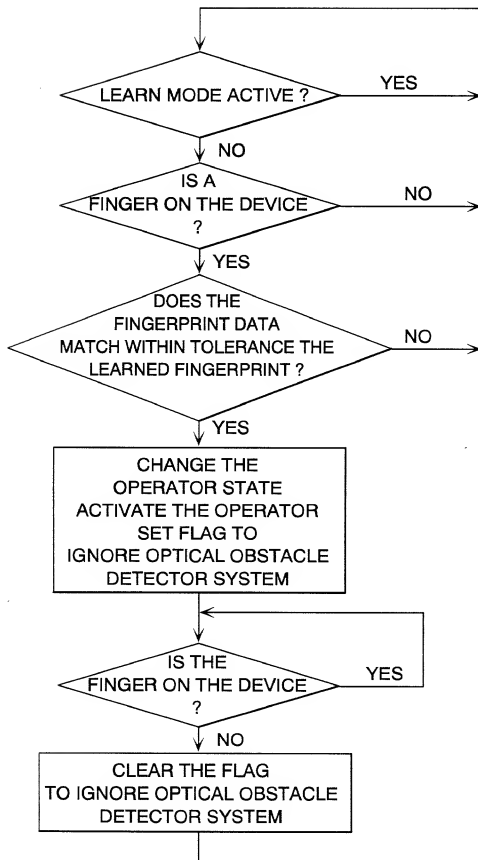 LEARN MODE ACTIVE ?
YES
NO
IS A
FINGER ON THE DEVICE
?
NO
YES
DOES THE
FINGERPRINT DATA
MATCH WITHIN TOLERANCE THE
LEARNED FINGERPRINT ?
NO
YES
CHANGE THE
OPERATOR STATE
ACTIVATE THE OPERATOR
SET FLAG TO
IGNORE OPTICAL OBSTACLE
DETECTOR SYSTEM
IS THE
FINGER ON THE DEVICE
?
YES
NO
CLEAR THE FLAG
TO IGNORE OPTICAL OBSTACLE
DETECTOR SYSTEM